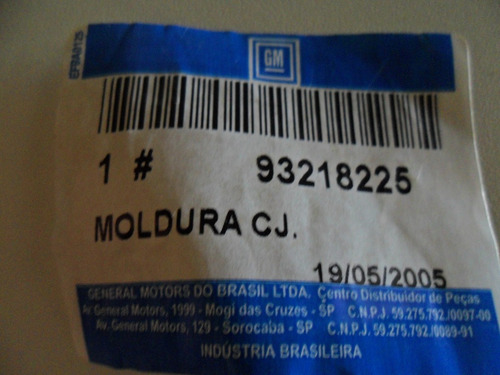 EF8A0125
GM
1 # 93218225
MOLDURA CJ.
19/05/2005
GENERAL MOTORS DO BRASIL LTDA. Centro Distribuidor de Peças
Av. General Motors, 1999 - Mogi das Cruzes - SP C.N.P.J. 59.275.792./0097-00
Av. General Motors, 129 - Sorocaba - SP C.N.P.J. 59.275.792./0089-91
INDÚSTRIA BRASILEIRA